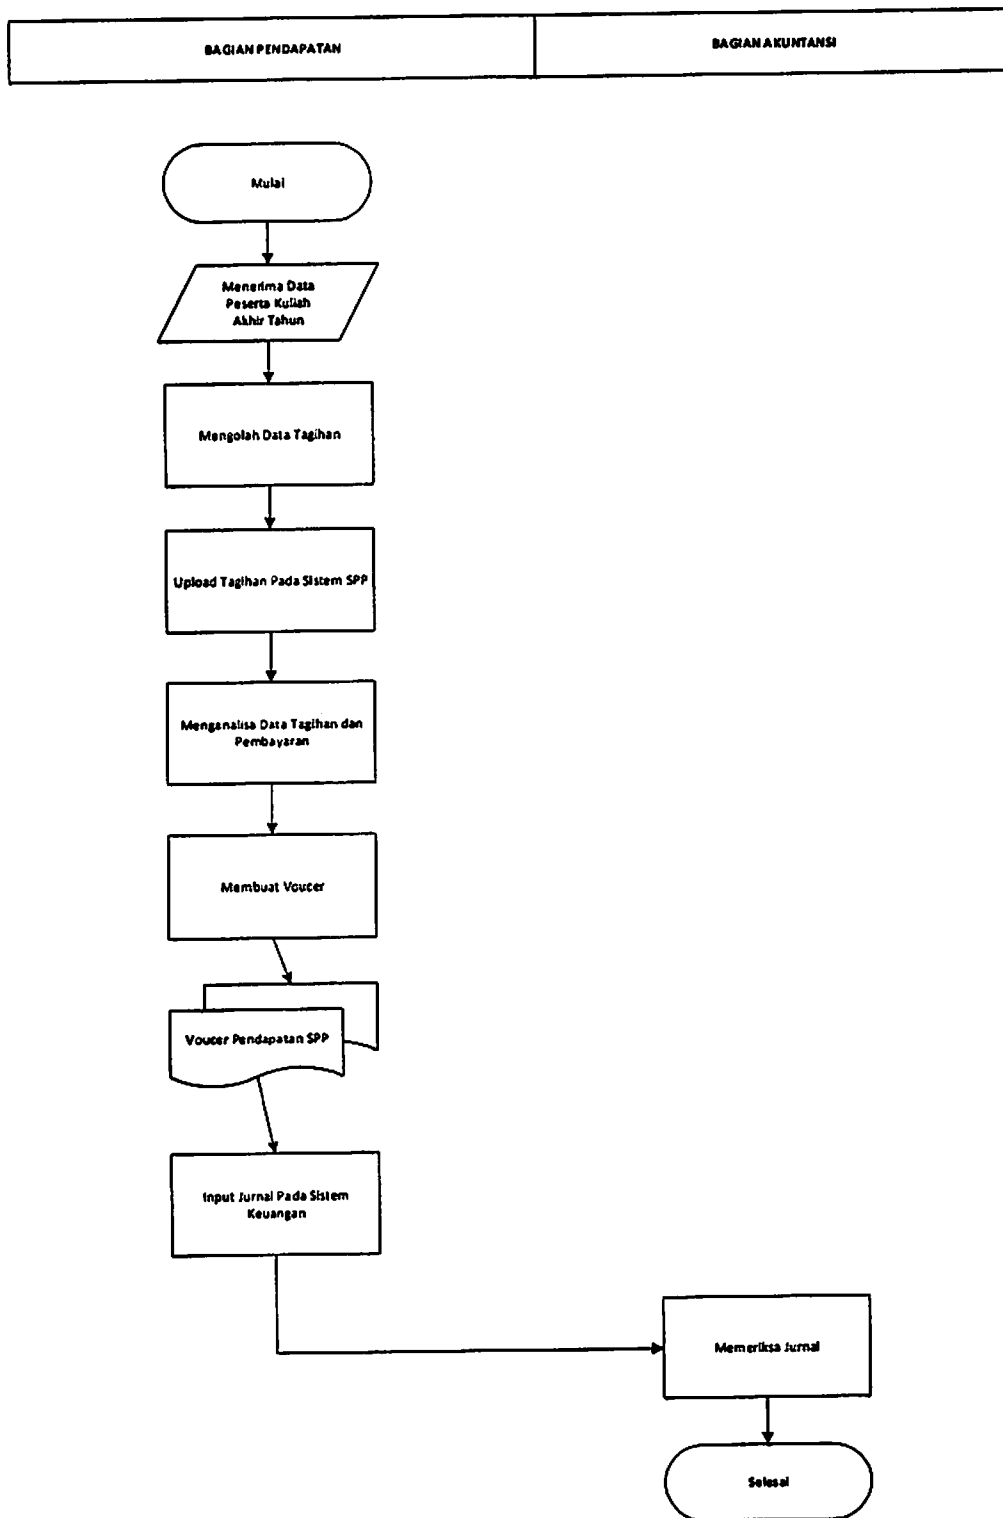 BAGIAN PENDAPATAN
BAGIAN AKUNTANSI
Mulai
Menerima Data
Peserta Kuliah
Akhir Tahun
Mengolah Data Tagihan
Upload Tagihan Pada Sistem SPP
Menganalisa Data Tagihan dan
Pembayaran
Membuat Voucer
Voucer Pendapatan SPP
Input Jurnal Pada Sistem
Keuangan
Memeriksa Jurnal
Selesai